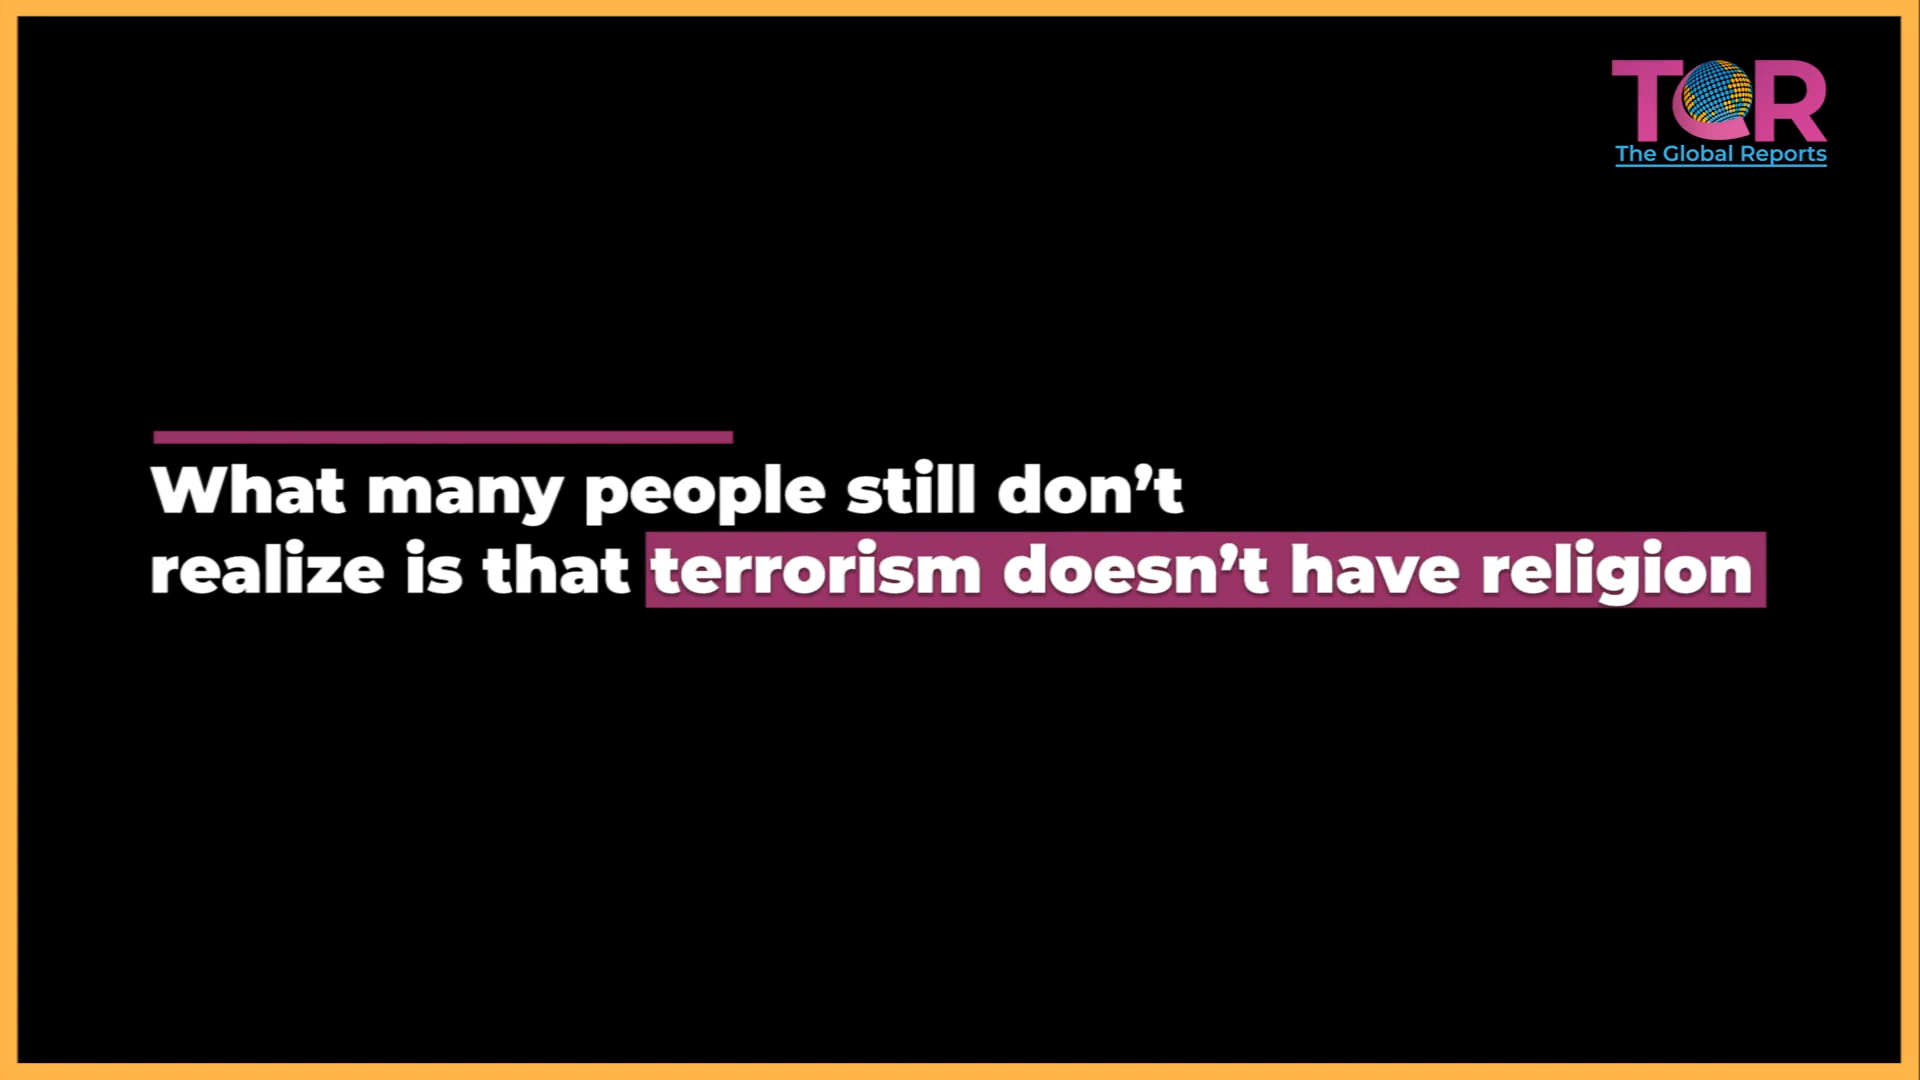 TGR
The Global Reports
What many people still don’t
realize is that terrorism doesn’t have religion